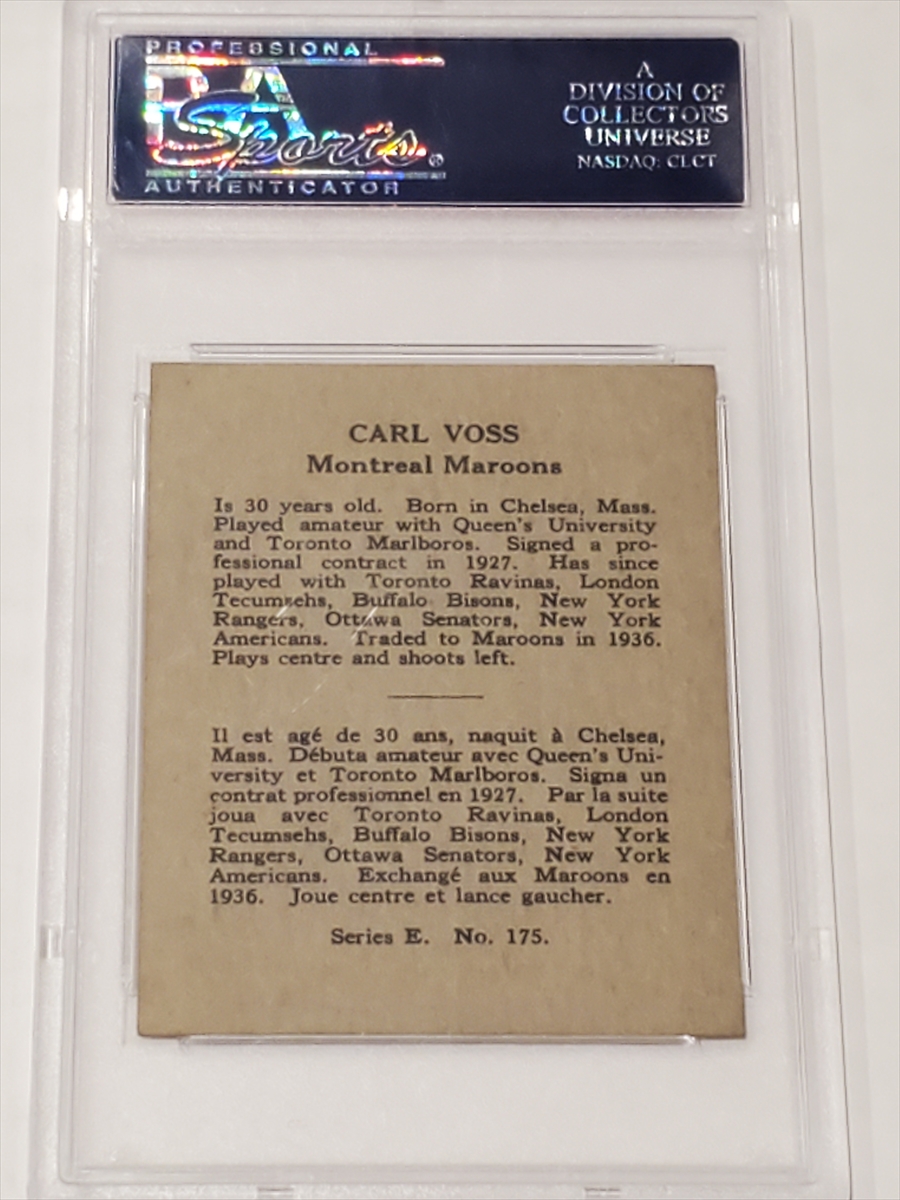 PROFESSIONAL
PSA
Sports®
AUTHENTICATOR
A
DIVISION OF
COLLECTORS
UNIVERSE
NASDAQ: CLCT
CARL VOSS
Montreal Maroons
Is 30 years old. Born in Chelsea, Mass.
Played amateur with Queen's University
and Toronto Marlboros. Signed a pro-
fessional contract in 1927. Has since
played with Toronto Ravinas, London
Tecumsehs, Buffalo Bisons, New York
Rangers, Ottawa Senators, New York
Americans. Traded to Maroons in 1936.
Plays centre and shoots left.
Il est agé de 30 ans, naquit à Chelsea,
Mass. Débuta amateur avec Queen's Uni-
versity et Toronto Marlboros. Signa un
contrat professionnel en 1927. Par la suite
joua avec Toronto Ravinas, London
Tecumsehs, Buffalo Bisons, New York
Rangers, Ottawa Senators, New York
Americans. Exchangé aux Maroons en
1936. Joue centre et lance gaucher.
Series E. No. 175.